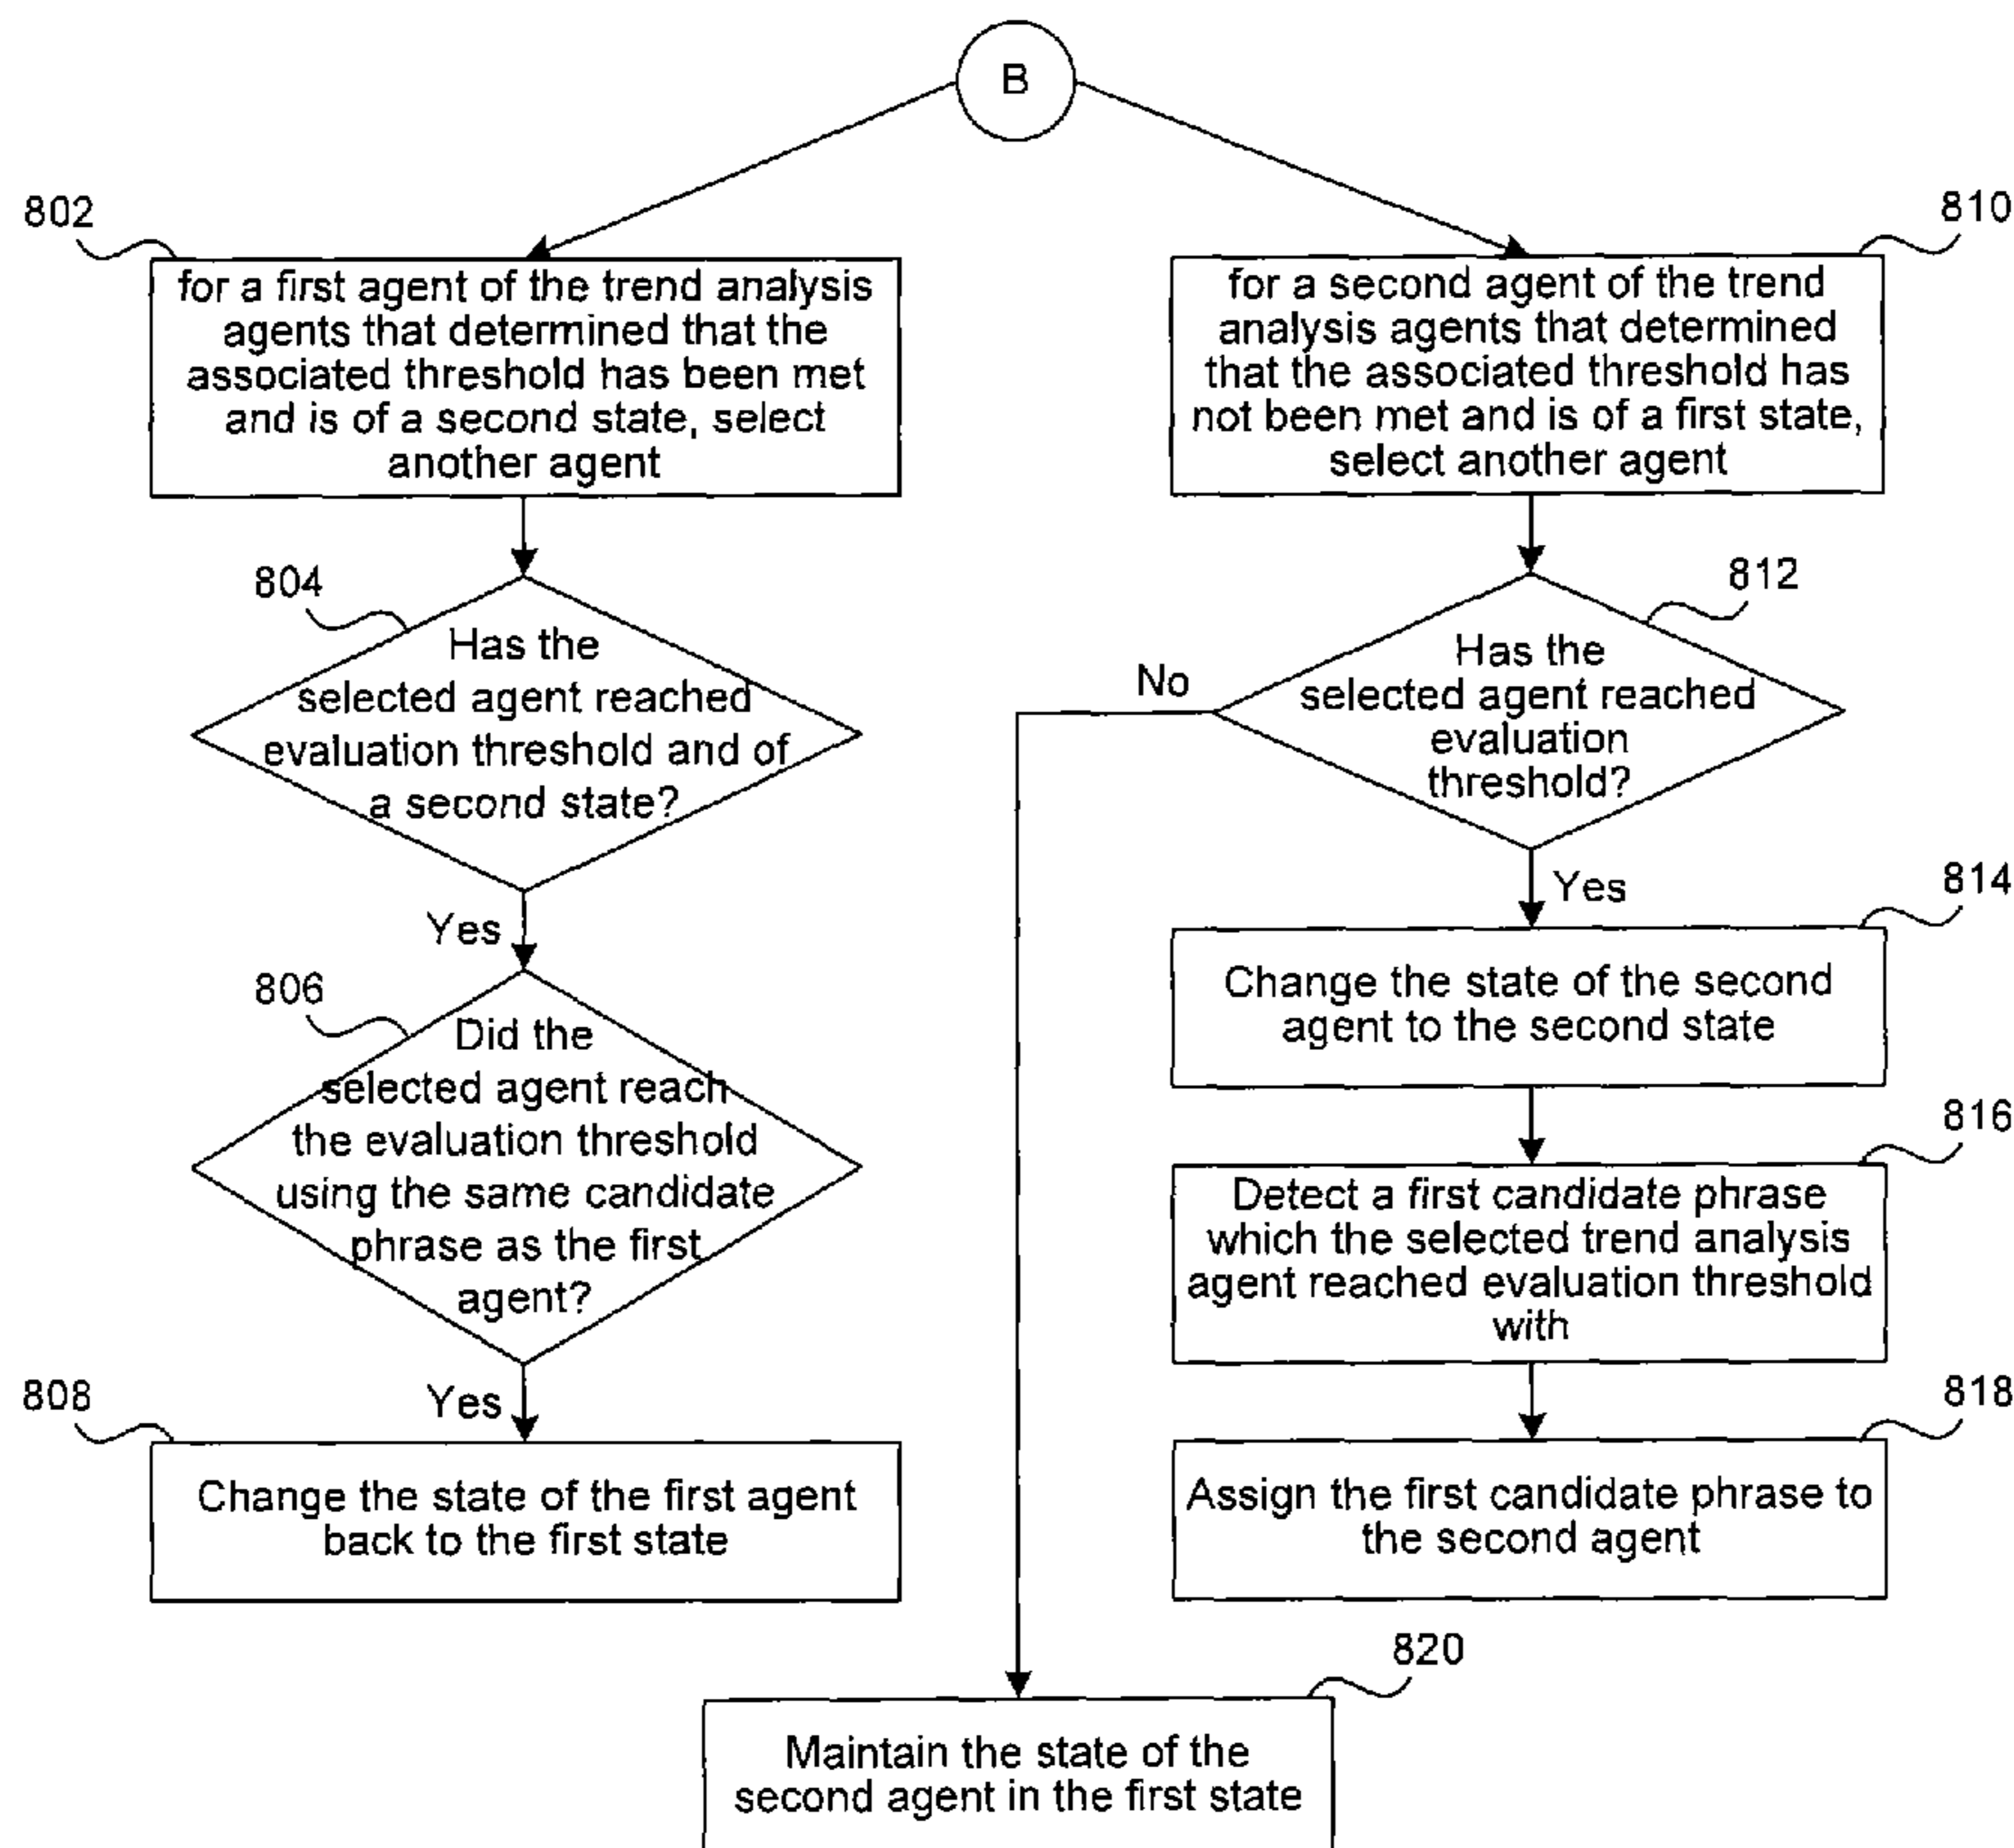 B
802
for a first agent of the trend analysis
agents that determined that the
associated threshold has been met
and is of a second state, select
another agent
804
Has the
selected agent reached
evaluation threshold and of
a second state?
Yes
806
Did the
selected agent reach
the evaluation threshold
using the same candidate
phrase as the first
agent?
Yes
808
Change the state of the first agent
back to the first state
810
for a second agent of the trend
analysis agents that determined
that the associated threshold has
not been met and is of a first state,
select another agent
812
Has the
selected agent reached
evaluation
threshold?
No
Yes
814
Change the state of the second
agent to the second state
816
Detect a first candidate phrase
which the selected trend analysis
agent reached evaluation threshold
with
818
Assign the first candidate phrase to
the second agent
820
Maintain the state of the
second agent in the first state